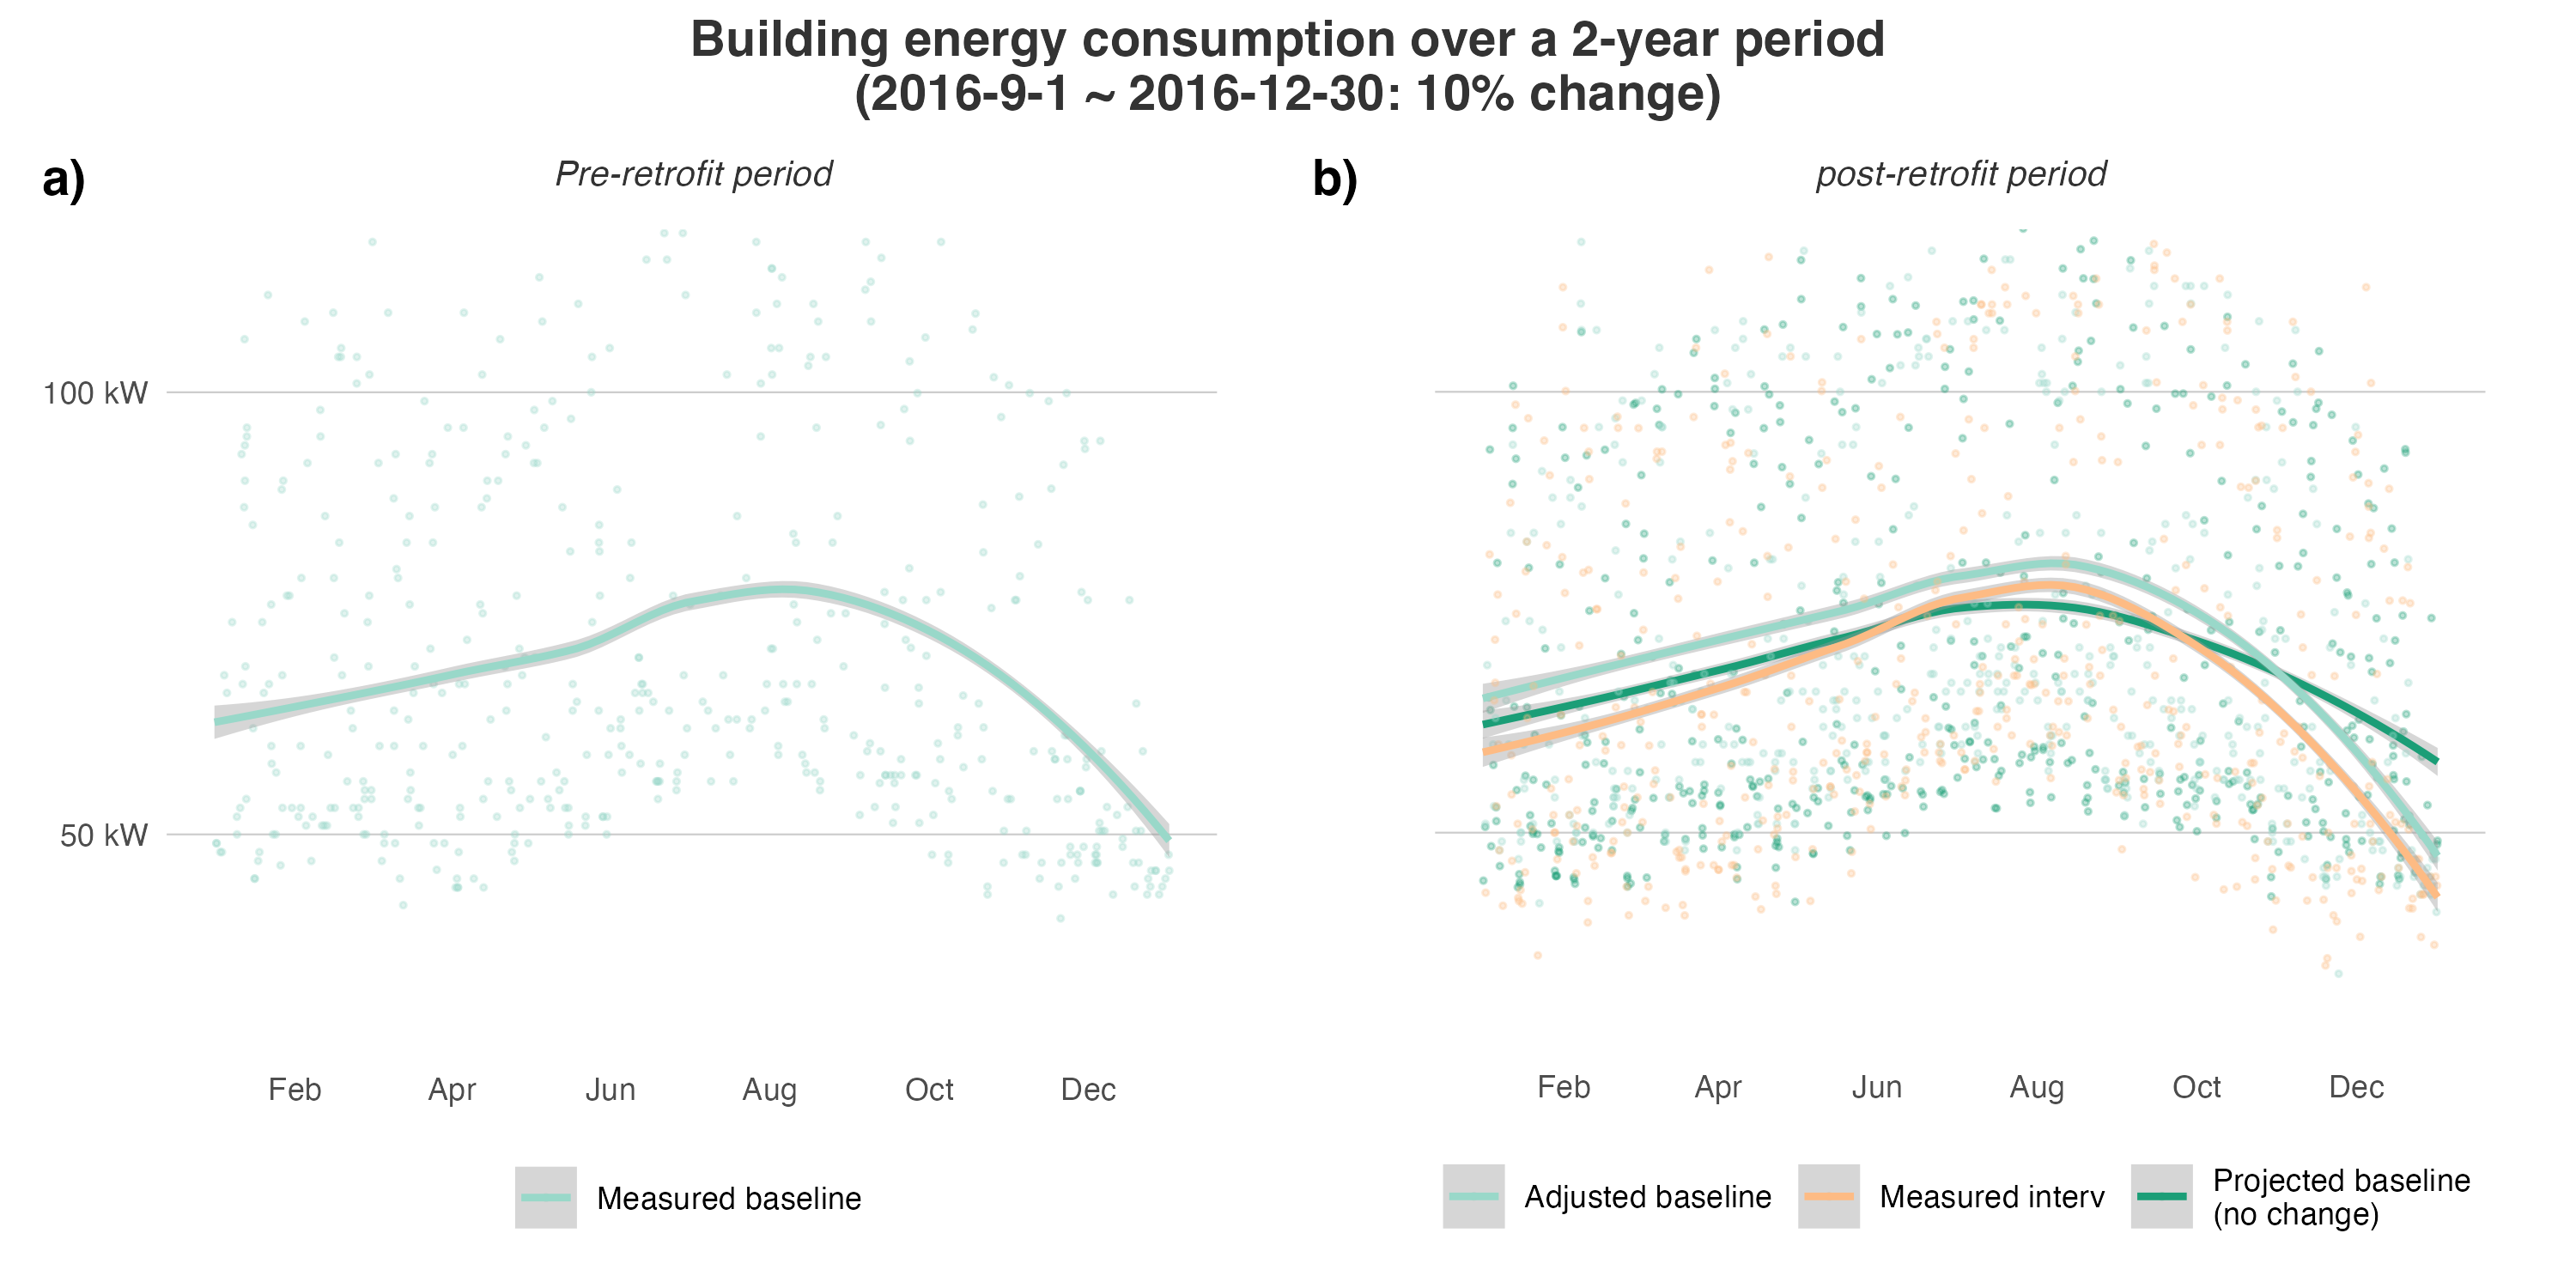 Building energy consumption over a 2-year period
(2016-9-1 ~ 2016-12-30: 10% change)
a)
Pre-retrofit period
100 kW
50 kW
Feb Apr Jun Aug Oct Dec
Measured baseline
b)
post-retrofit period
Feb Apr Jun Aug Oct Dec
Adjusted baseline
Measured interv
Projected baseline
(no change)